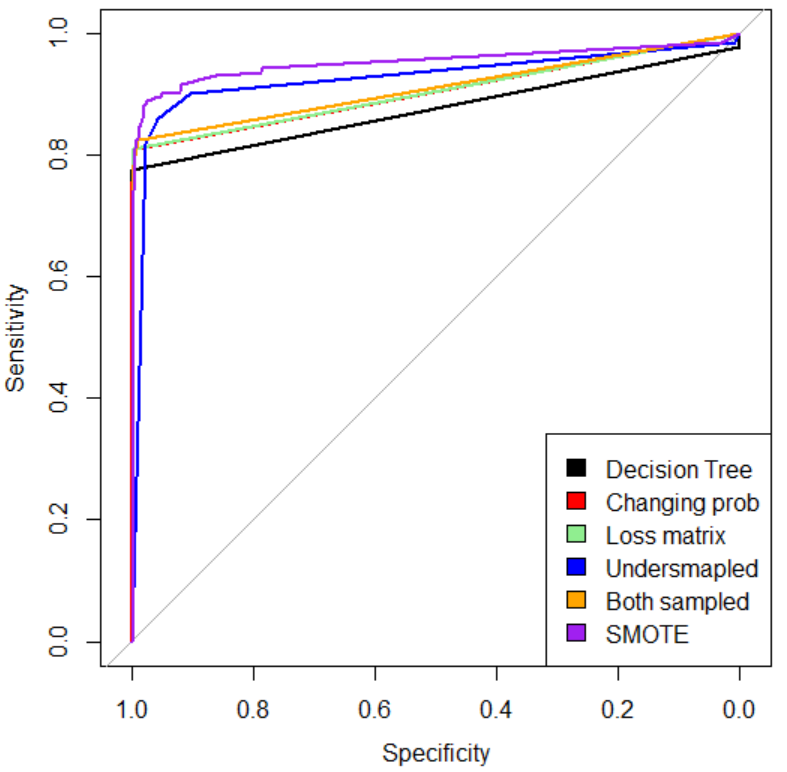 1.0
0.8
0.6
0.4
0.2
0.0
Sensitivity
Decision Tree
Changing prob
Loss matrix
Undersmapled
Both sampled
SMOTE
1.0 0.8 0.6 0.4 0.2 0.0
Specificity